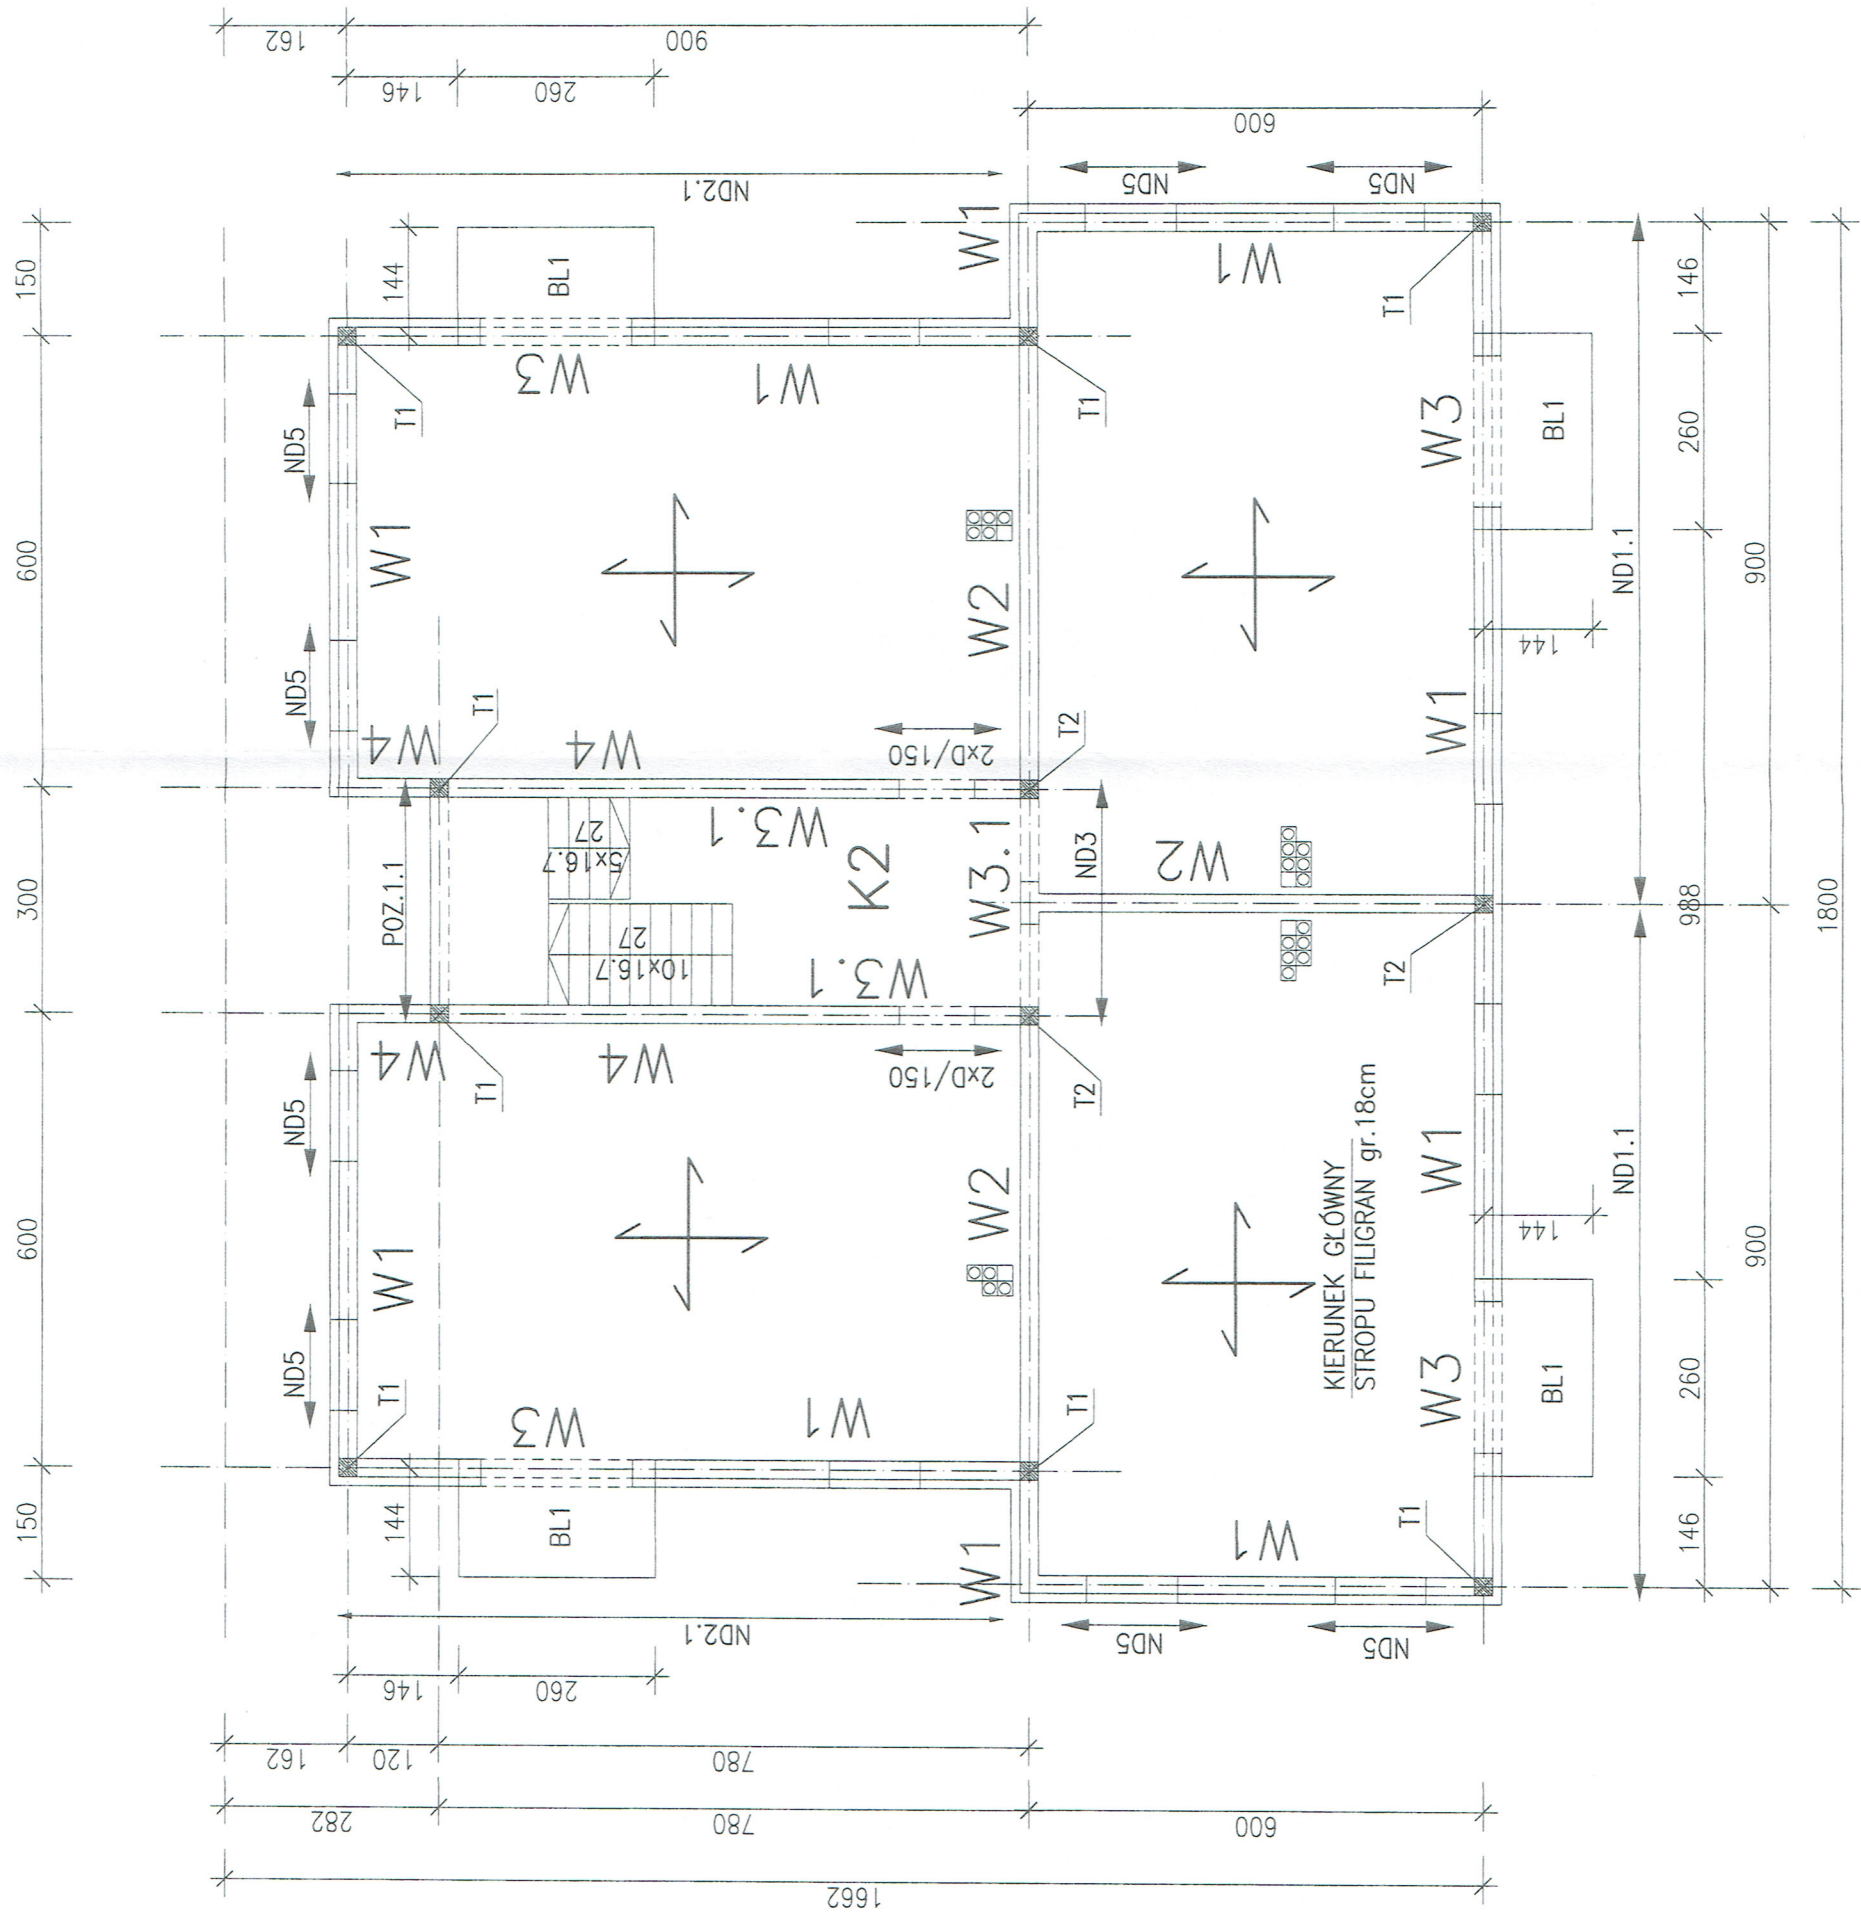 162
900
146
260
600
ND2.1
ND5
ND5
150
144
BL1
W1
W1
T1
146
600
W3
W1
T1
T1
W3
BL1
260
ND5
W1
ND1.1
900
W2
144
ND5
W4
T1
W4
2xD/150
T2
W1
300
POZ.1.1
5x16.7
27
W3.1
K2
W3.1
ND3
W2
988
1800
10x16.7
27
W3.1
T2
W4
T1
W4
2xD/150
T2
ND5
W1
ND1.1
KIERUNEK GŁÓWNY
STROPU FILIGRAN gr.18cm
600
W1
W2
144
900
ND5
T1
W3
W1
T1
W3
BL1
260
150
144
BL1
W1
W1
T1
146
ND2.1
ND5
ND5
146
260
162
120
780
282
780
600
1662